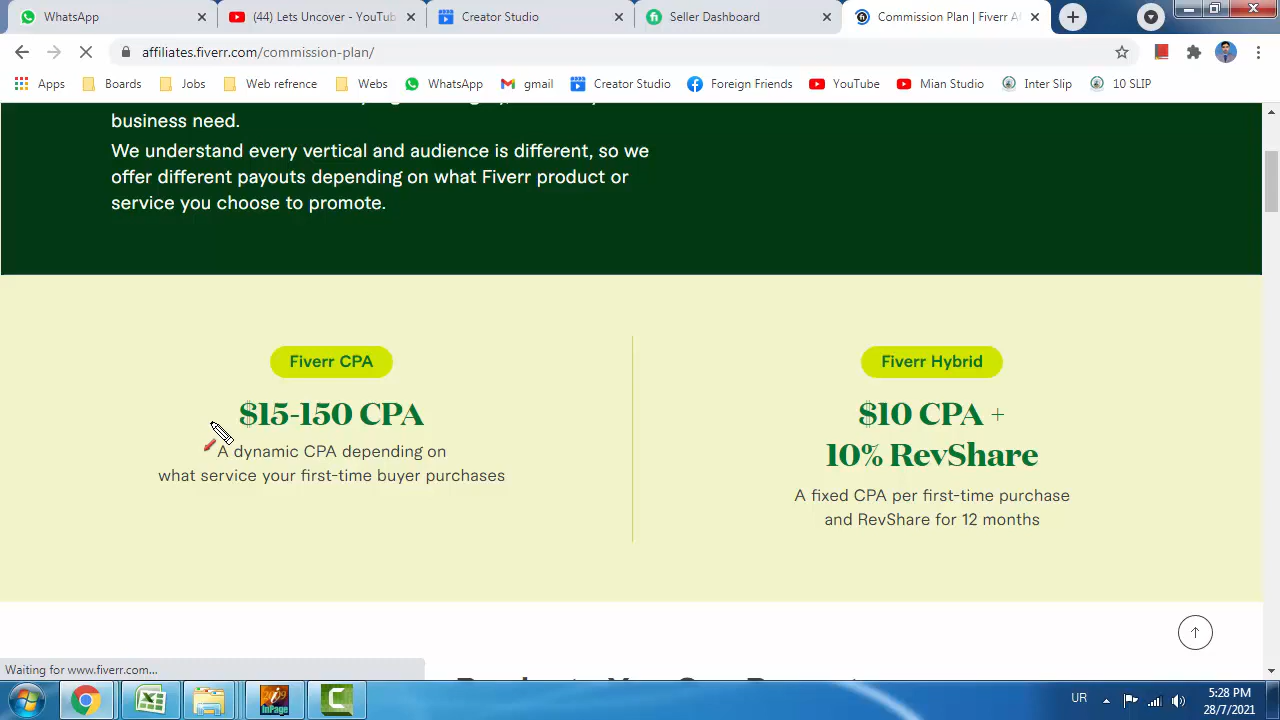 WhatsApp
(44) Lets Uncover - YouTub
Creator Studio
Seller Dashboard
Commission Plan | Fiverr Af
affiliates.fiverr.com/commission-plan/
Apps
Boards
Jobs
Web refrence
Webs
WhatsApp
gmail
Creator Studio
Foreign Friends
YouTube
Mian Studio
Inter Slip
10 SLIP
business need.
We understand every vertical and audience is different, so we
offer different payouts depending on what Fiverr product or
service you choose to promote.
Fiverr CPA
$15-150 CPA
A dynamic CPA depending on
what service your first-time buyer purchases
Fiverr Hybrid
$10 CPA +
10% RevShare
A fixed CPA per first-time purchase
and RevShare for 12 months
Waiting for www.fiverr.com...
InPage
UR
5:28 PM
28/7/2021